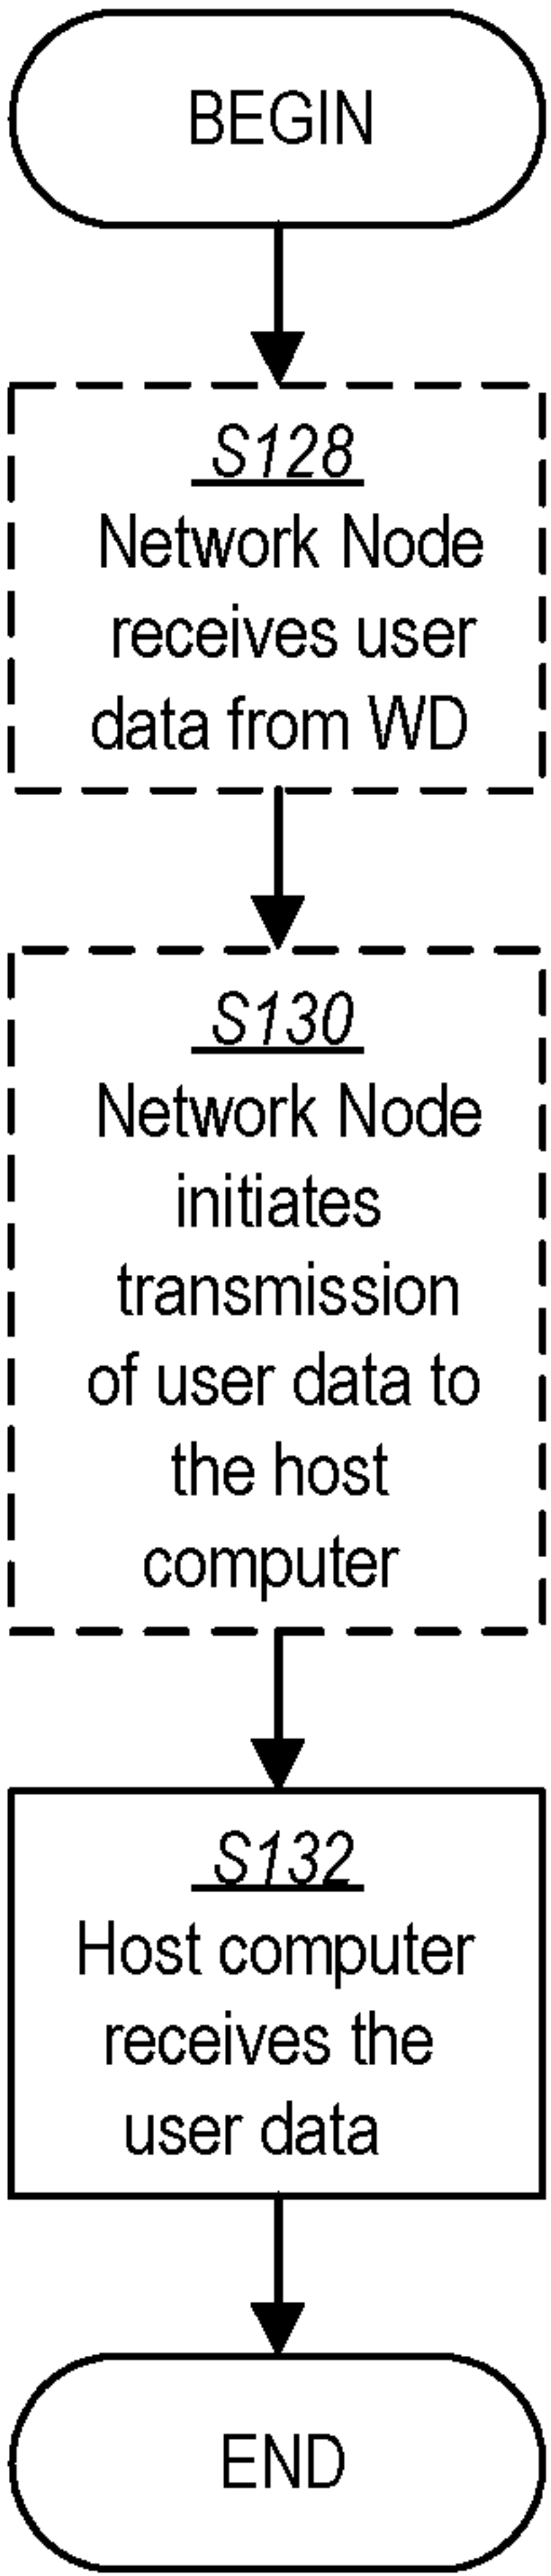 BEGIN
S128
Network Node
receives user
data from WD
S130
Network Node
initiates
transmission
of user data to
the host
computer
S132
Host computer
receives the
user data
END